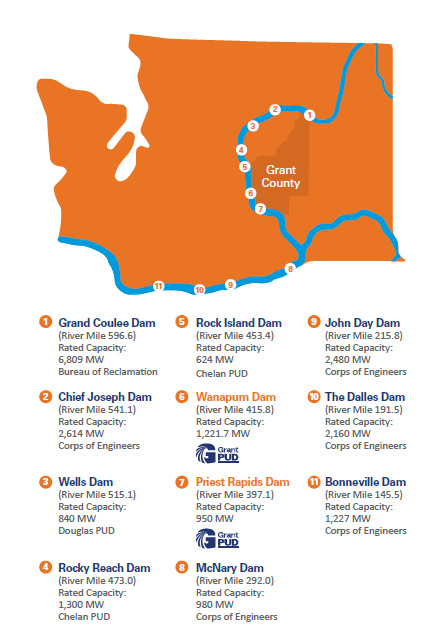 1
2
3
4
5
Grant
County
6
7
8
9
10
11
1 Grand Coulee Dam
(River Mile 596.6)
Rated Capacity:
6,809 MW
Bureau of Reclamation
2 Chief Joseph Dam
(River Mile 541.1)
Rated Capacity:
2,614 MW
Corps of Engineers
3 Wells Dam
(River Mile 515.1)
Rated Capacity:
840 MW
Douglas PUD
4 Rocky Reach Dam
(River Mile 473.0)
Rated Capacity:
1,300 MW
Chelan PUD
5 Rock Island Dam
(River Mile 453.4)
Rated Capacity:
624 MW
Chelan PUD
6 Wanapum Dam
(River Mile 415.8)
Rated Capacity:
1,221.7 MW
Grant
PUD
7 Priest Rapids Dam
(River Mile 397.1)
Rated Capacity:
950 MW
Grant
PUD
8 McNary Dam
(River Mile 292.0)
Rated Capacity:
980 MW
Corps of Engineers
9 John Day Dam
(River Mile 215.8)
Rated Capacity:
2,480 MW
Corps of Engineers
10 The Dalles Dam
(River Mile 191.5)
Rated Capacity:
2,160 MW
Corps of Engineers
11 Bonneville Dam
(River Mile 145.5)
Rated Capacity:
1,227 MW
Corps of Engineers